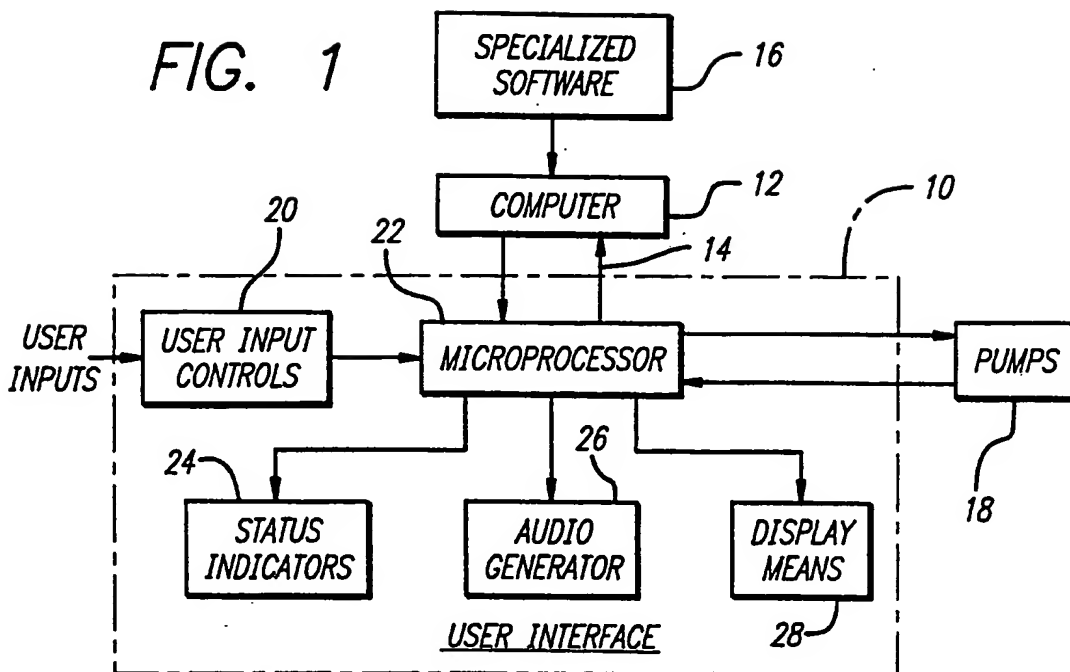 FIG. 1
SPECIALIZED
SOFTWARE
16
COMPUTER
12
10
20
22
14
USER
INPUTS
USER INPUT
CONTROLS
MICROPROCESSOR
PUMPS
18
24
26
STATUS
INDICATORS
AUDIO
GENERATOR
DISPLAY
MEANS
28
USER INTERFACE